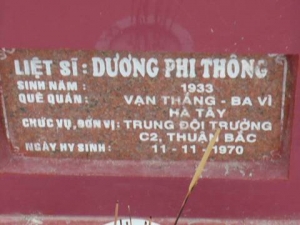 LIỆT SĨ: DƯƠNG PHI THÔNG
SINH NĂM : 1933
QUÊ QUÁN : VẠN THẮNG - BA VÌ
HÀ TÂY
CHỨC VỤ, ĐƠN VỊ: TRUNG ĐỘI TRƯỞNG
C2, THUẬN BẮC
NGÀY HY SINH : 11 - 11 - 1970